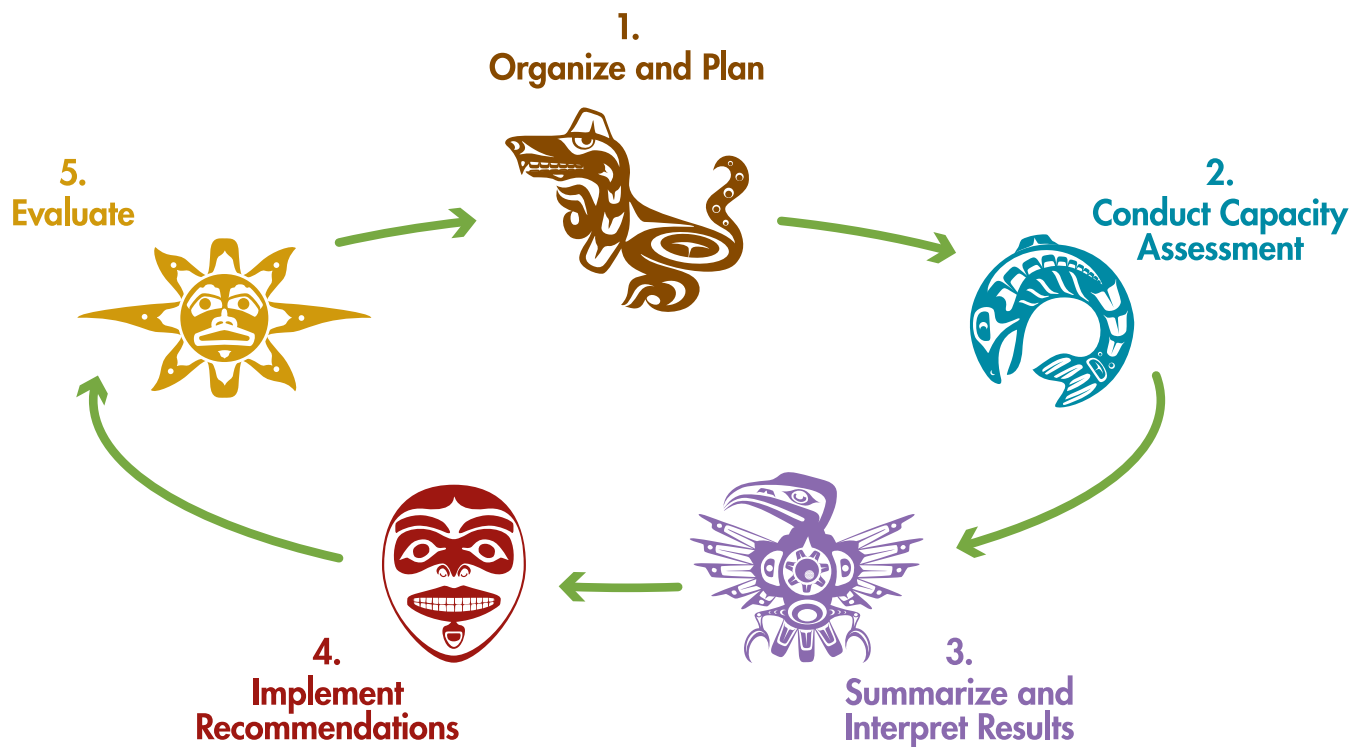 1.
Organize and Plan
2.
Conduct Capacity
Assessment
3.
Summarize and
Interpret Results
4.
Implement
Recommendations
5.
Evaluate